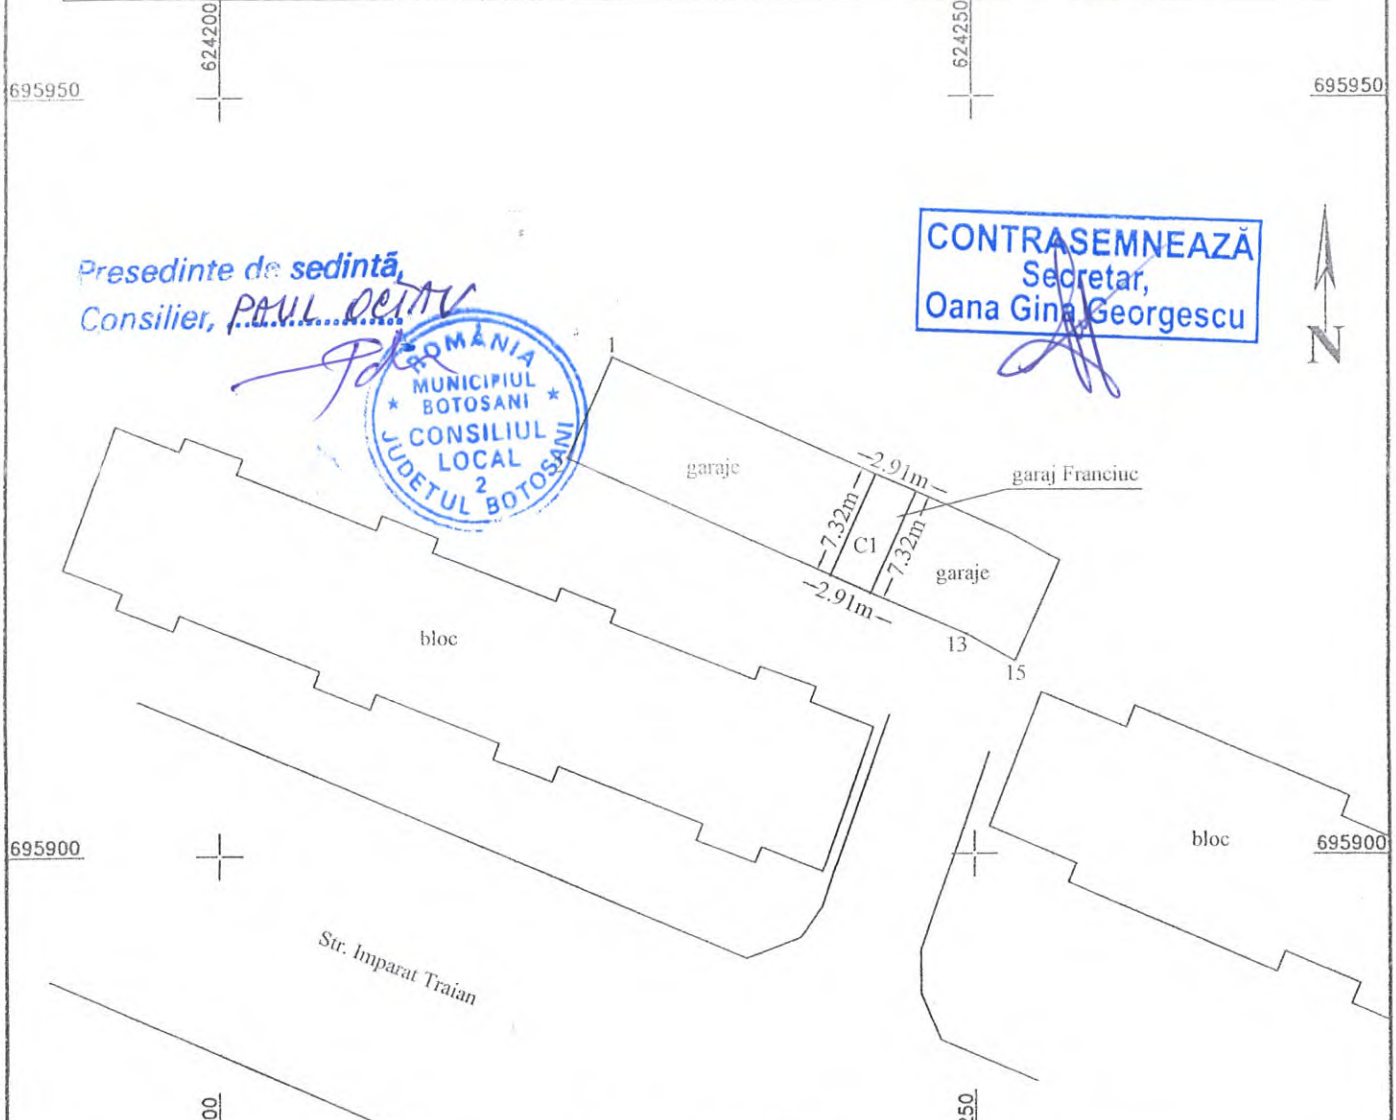 624200
624250
695950
695950
Presedinte de sedintă,
Consilier, PAUL OCTAV
CONTRASEMNEAZĂ
Secretar,
Oana Gina Georgescu
N
ROMÂNIA
MUNICIPIUL
BOTOSANI
CONSILIUL
LOCAL
2
JUDETUL BOTOSANI
1
garaje
2.91m
garaj Franciuc
7.32m
C1
7.32m
garaje
2.91m
13
15
bloc
bloc
695900
695900
Str. Imparat Traian
00
250